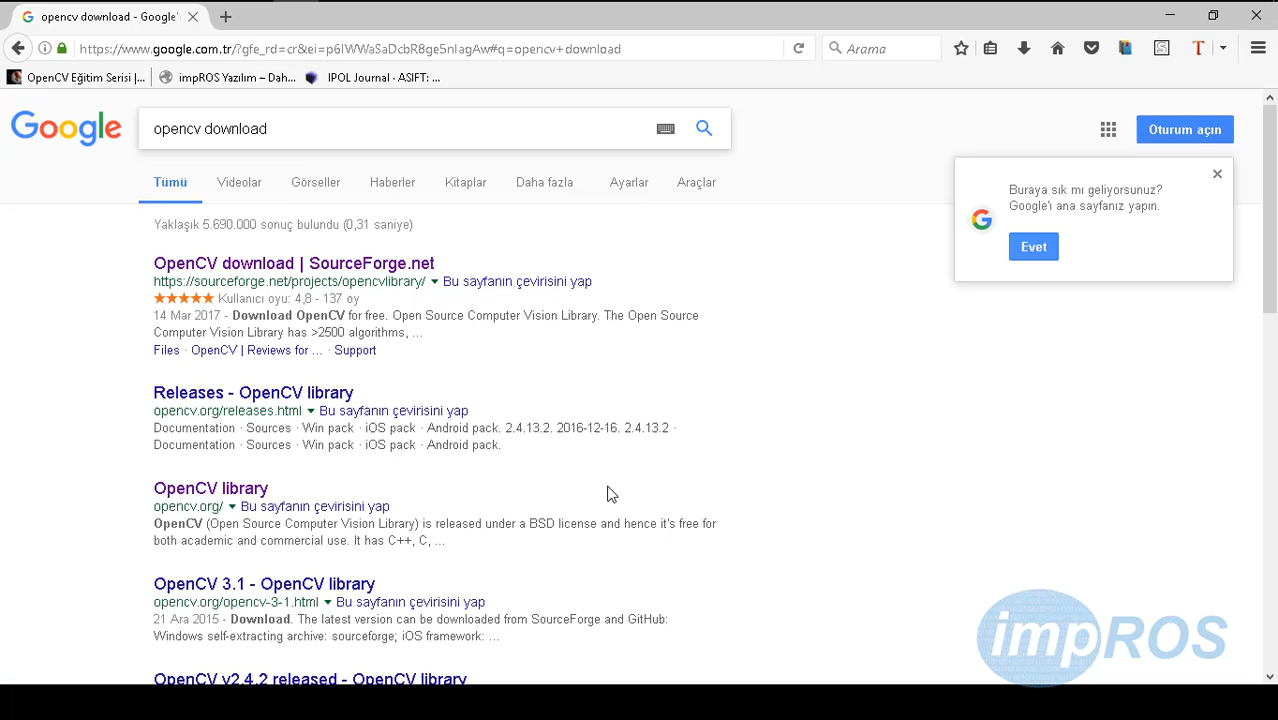 opencv download - Google'
https://www.google.com.tr/?gfe_rd=cr&ei=p6IWWaSaDcbR8ge5nIagAw#q=opencv+download
Arama
OpenCV Eğitim Serisi |...
impROS Yazılım – Dah...
IPOL Journal · ASIFT: ...
Google
opencv download
Oturum açın
Tümü
Videolar
Görseller
Haberler
Kitaplar
Daha fazla
Ayarlar
Araçlar
Buraya sık mı geliyorsunuz?
Google'ı ana sayfanız yapın.
Evet
Yaklaşık 5.690.000 sonuç bulundu (0,31 saniye)
OpenCV download | SourceForge.net
https://sourceforge.net/projects/opencvlibrary/ Bu sayfanın çevirisini yap
Kullanıcı oyu: 4,8 - 137 oy
14 Mar 2017 - Download OpenCV for free. Open Source Computer Vision Library. The Open Source
Computer Vision Library has >2500 algorithms, ...
Files · OpenCV | Reviews for ... · Support
Releases - OpenCV library
opencv.org/releases.html Bu sayfanın çevirisini yap
Documentation · Sources · Win pack · iOS pack · Android pack. 2.4.13.2. 2016-12-16. 2.4.13.2 ·
Documentation · Sources · Win pack · iOS pack · Android pack.
OpenCV library
opencv.org/ Bu sayfanın çevirisini yap
OpenCV (Open Source Computer Vision Library) is released under a BSD license and hence it's free for
both academic and commercial use. It has C++, C, ...
OpenCV 3.1 - OpenCV library
opencv.org/opencv-3-1.html Bu sayfanın çevirisini yap
21 Ara 2015 - Download. The latest version can be downloaded from SourceForge and GitHub:
Windows self-extracting archive: sourceforge; iOS framework: ...
OpenCV v2.4.2 released - OpenCV library
impROS